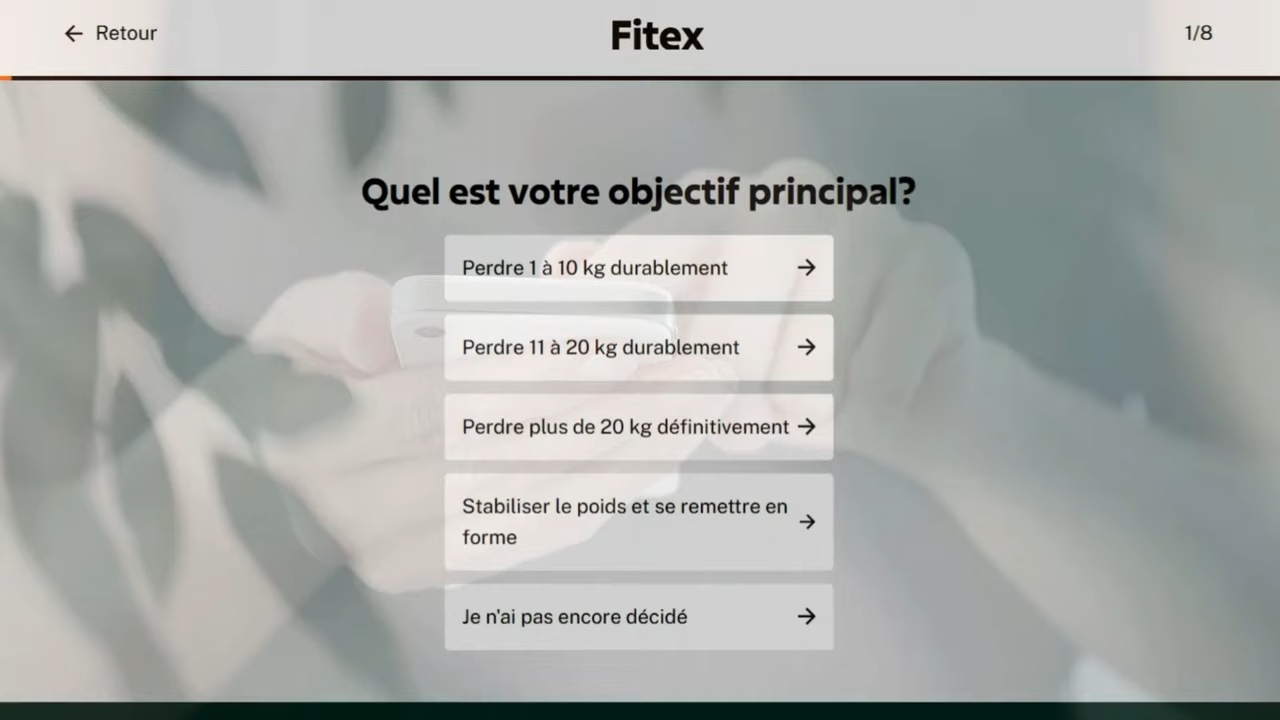 ← Retour
Fitex
1/8
Quel est votre objectif principal?
Perdre 1 à 10 kg durablement →
Perdre 11 à 20 kg durablement →
Perdre plus de 20 kg définitivement →
Stabiliser le poids et se remettre en →
forme
Je n'ai pas encore décidé →